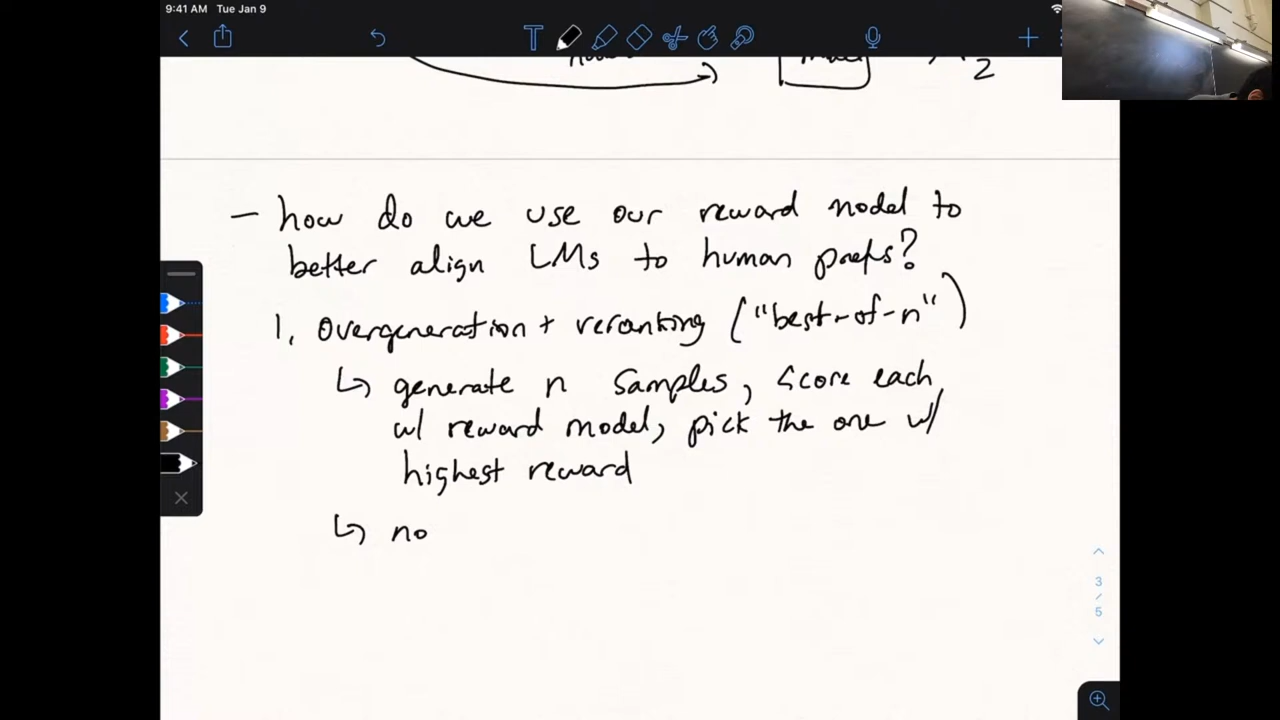 9:41 AM Tue Jan 9
T
2
- how do we use our reward model to
better align LMs to human prefs?
1. overgeneration + reranking ("best-of-n")
↳ generate n samples, score each
w/ reward model, pick the one w/
highest reward
↳ no
3
/
5